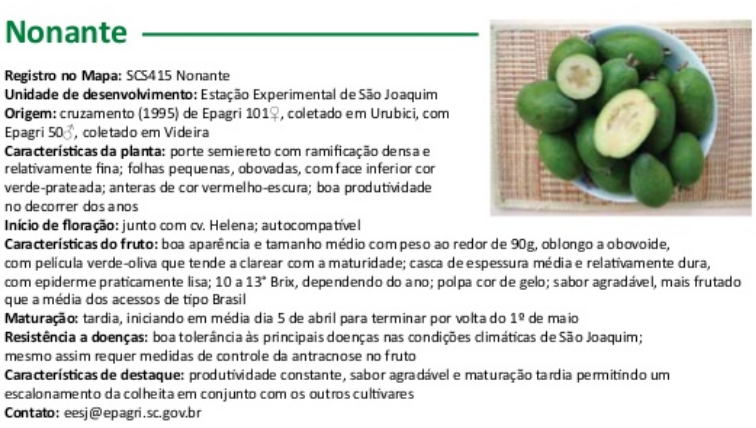 Nonante
Registro no Mapa: SCS415 Nonante
Unidade de desenvolvimento: Estação Experimental de São Joaquim
Origem: cruzamento (1995) de Epagri 101♀, coletado em Urubici, com
Epagri 50♂, coletado em Videira
Características da planta: porte semiereto com ramificação densa e
relativamente fina; folhas pequenas, obovadas, com face inferior cor
verde-prateada; anteras de cor vermelho-escura; boa produtividade
no decorrer dos anos
Início de floração: junto com cv. Helena; autocompatível
Características do fruto: boa aparência e tamanho médio com peso ao redor de 90g, oblongo a obovoide,
com película verde-oliva que tende a clarear com a maturidade; casca de espessura média e relativamente dura,
com epiderme praticamente lisa; 10 a 13° Brix, dependendo do ano; polpa cor de gelo; sabor agradável, mais frutado
que a média dos acessos de tipo Brasil
Maturação: tardia, iniciando em média dia 5 de abril para terminar por volta do 1º de maio
Resistência a doenças: boa tolerância às principais doenças nas condições climáticas de São Joaquim;
mesmo assim requer medidas de controle da antracnose no fruto
Características de destaque: produtividade constante, sabor agradável e maturação tardia permitindo um
escalonamento da colheita em conjunto com os outros cultivares
Contato: eesj@epagri.sc.gov.br